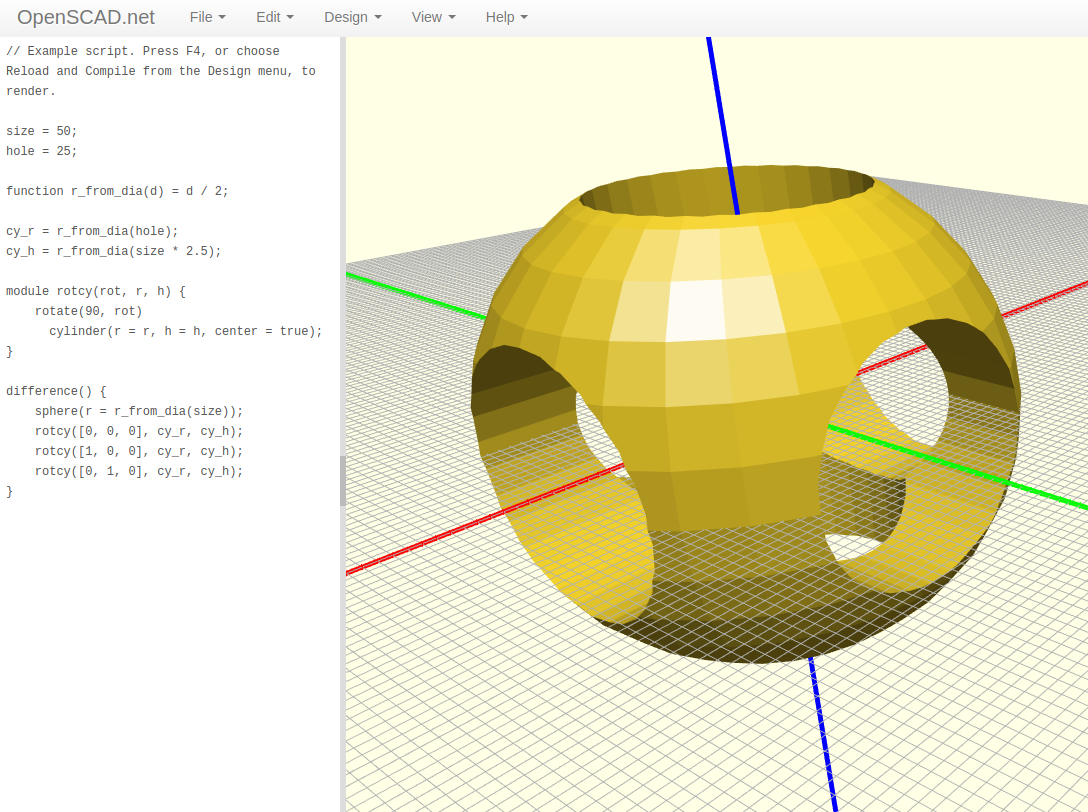 OpenSCAD.net File Edit Design View Help
// Example script. Press F4, or choose
Reload and Compile from the Design menu, to
render.
size = 50;
hole = 25;
function r_from_dia(d) = d / 2;
cy_r = r_from_dia(hole);
cy_h = r_from_dia(size * 2.5);
module rotcy(rot, r, h) {
    rotate(90, rot)
      cylinder(r = r, h = h, center = true);
}
difference() {
    sphere(r = r_from_dia(size));
    rotcy([0, 0, 0], cy_r, cy_h);
    rotcy([1, 0, 0], cy_r, cy_h);
    rotcy([0, 1, 0], cy_r, cy_h);
}